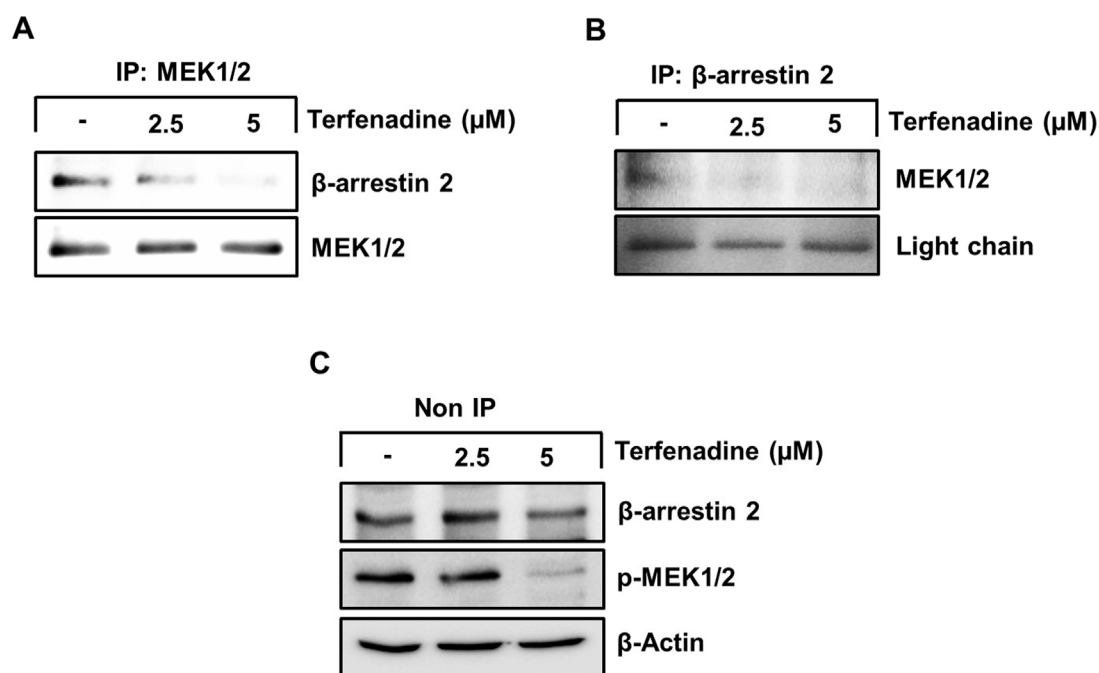 A
IP: MEK1/2
- 2.5 5 Terfenadine (µM)
β-arrestin 2
MEK1/2
B
IP: β-arrestin 2
- 2.5 5 Terfenadine (µM)
MEK1/2
Light chain
C
Non IP
- 2.5 5 Terfenadine (µM)
β-arrestin 2
p-MEK1/2
β-Actin